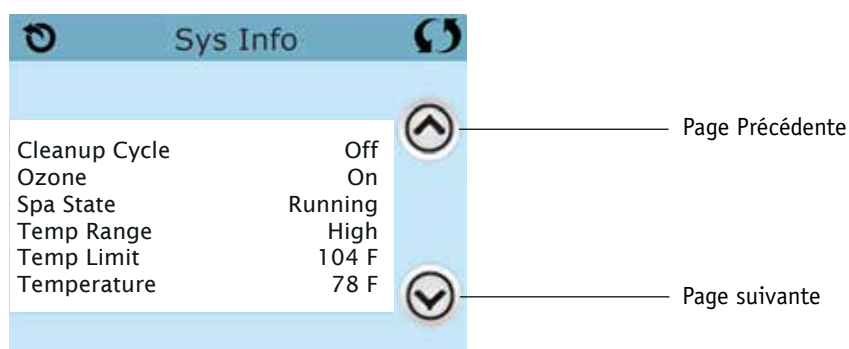 Sys Info
Page Précédente
Cleanup Cycle Off
Ozone On
Spa State Running
Temp Range High
Temp Limit 104 F
Temperature 78 F
Page suivante